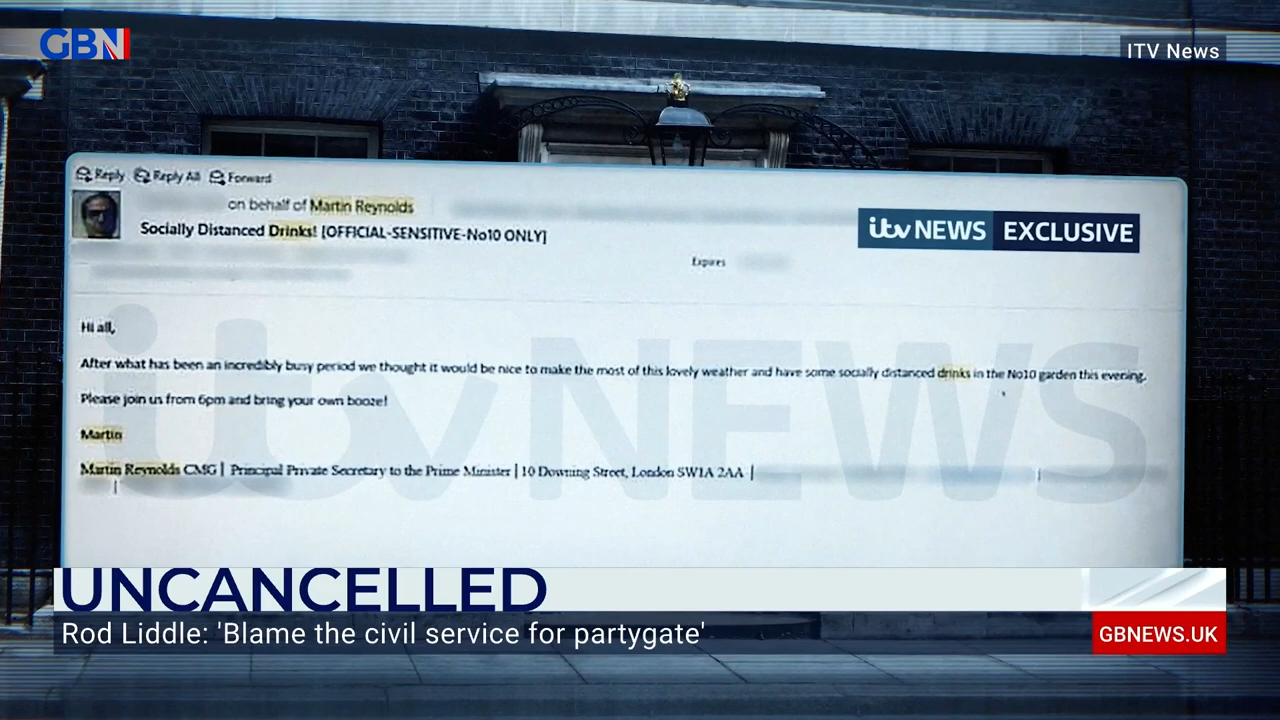 GBN
ITV News
Reply Reply All Forward
on behalf of Martin Reynolds
Socially Distanced Drinks! [OFFICIAL-SENSITIVE-No10 ONLY]
itv NEWS EXCLUSIVE
Expires
Hi all,
After what has been an incredibly busy period we thought it would be nice to make the most of this lovely weather and have some socially distanced drinks in the No10 garden this evening.
Please join us from 6pm and bring your own booze!
Martin
Martin Reynolds CMG | Principal Private Secretary to the Prime Minister | 10 Downing Street, London SW1A 2AA |
itv NEWS
UNCANCELLED
Rod Liddle: 'Blame the civil service for partygate'
GBNEWS.UK